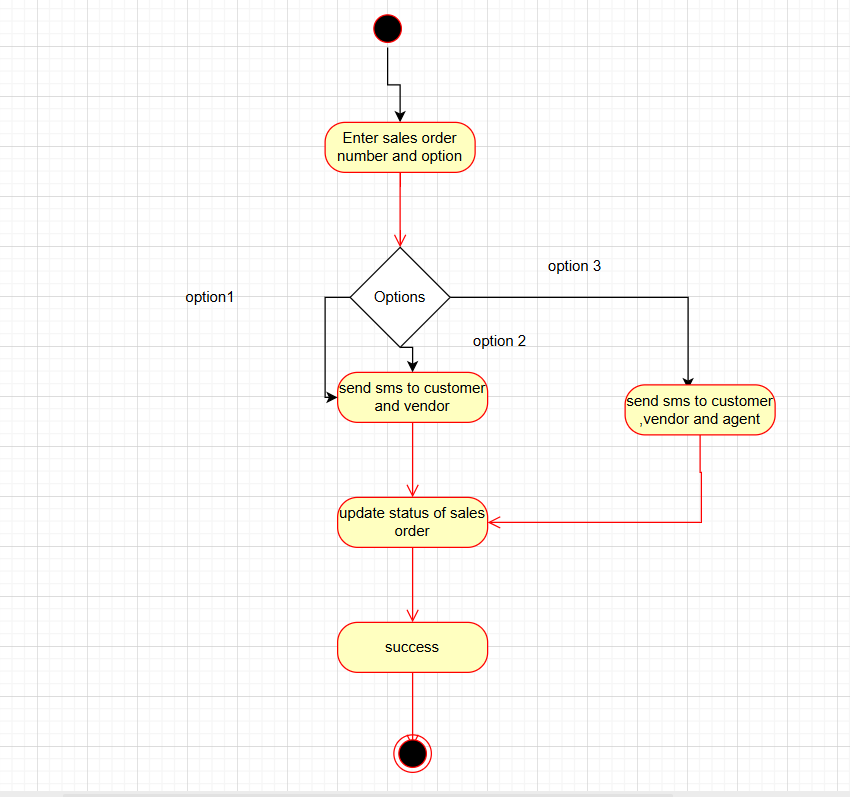 Enter sales order
number and option
option 3
option1
Options
option 2
send sms to customer
and vendor
send sms to customer
,vendor and agent
update status of sales
order
success